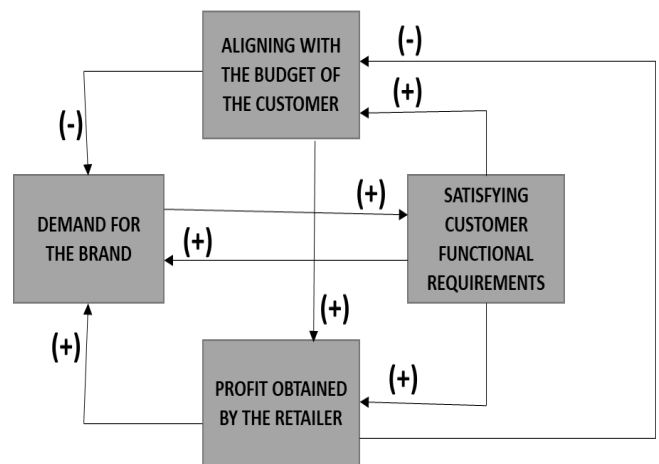 ALIGNING WITH
THE BUDGET OF
THE CUSTOMER
(-)
(+)
(-)
DEMAND FOR
THE BRAND
(+)
(+)
SATISFYING
CUSTOMER
FUNCTIONAL
REQUIREMENTS
(+)
(+)
(+)
PROFIT OBTAINED
BY THE RETAILER